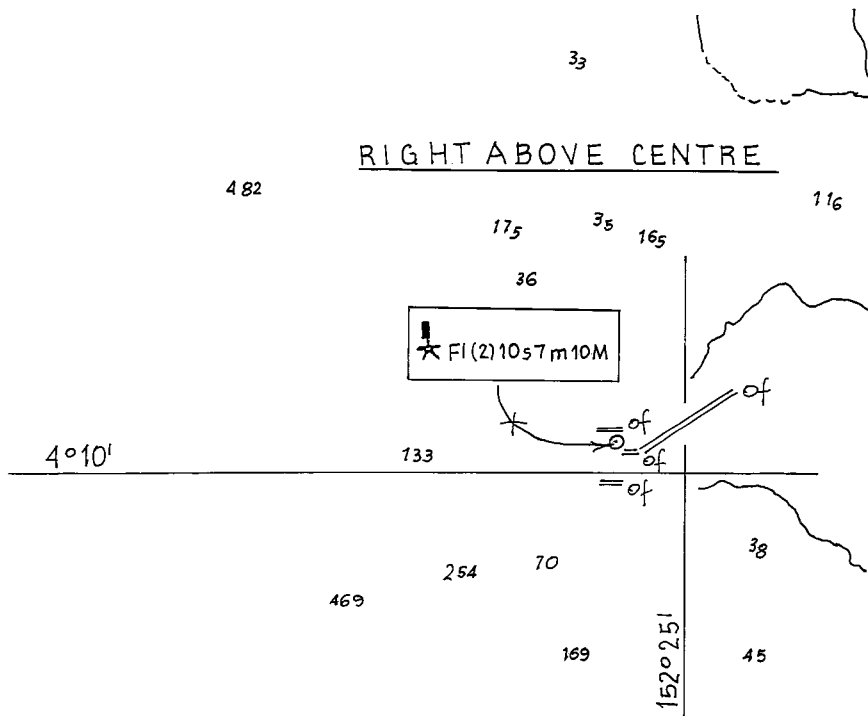 3₃
RIGHT ABOVE CENTRE
482
11₆
17₅
3₅
16₅
36
Fl(2)10s7m10M
of
of
4°10'
133
of
of
3₈
254
70
469
169
45
152°25'